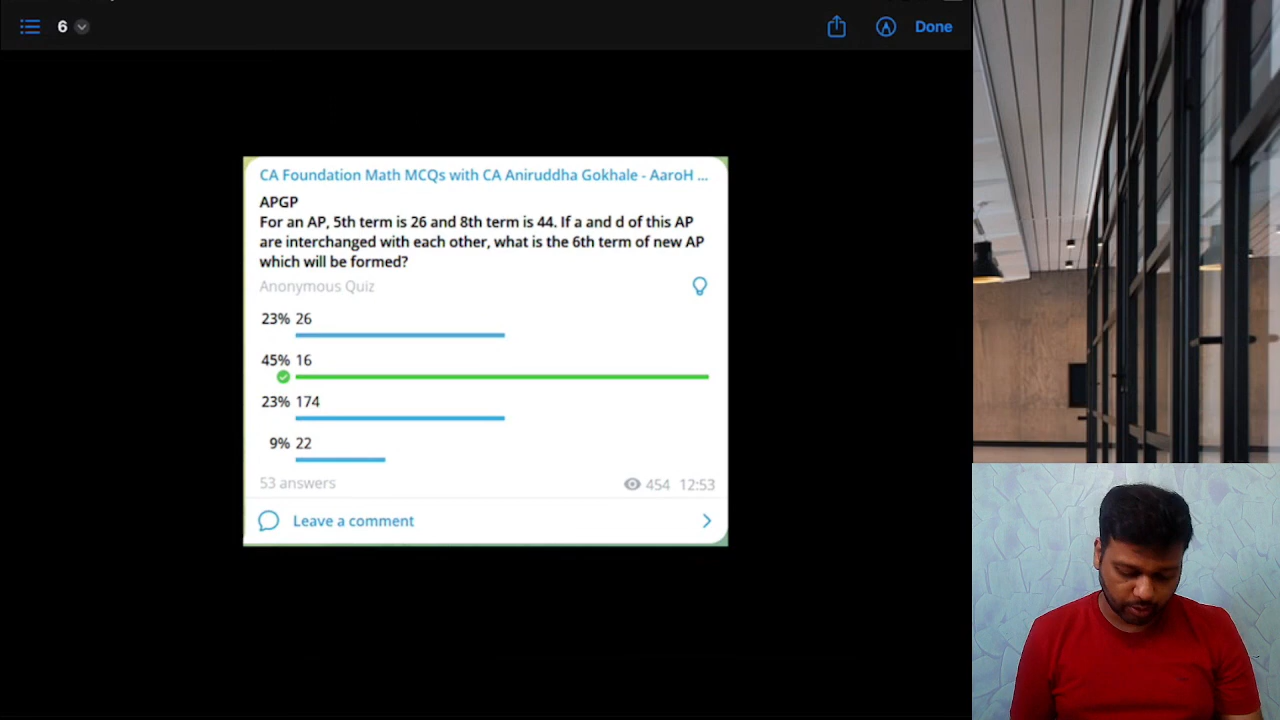 6
Done
CA Foundation Math MCQs with CA Aniruddha Gokhale - AaroH ...
APGP
For an AP, 5th term is 26 and 8th term is 44. If a and d of this AP
are interchanged with each other, what is the 6th term of new AP
which will be formed?
Anonymous Quiz
23% 26
45% 16
23% 174
9% 22
53 answers
454 12:53
Leave a comment